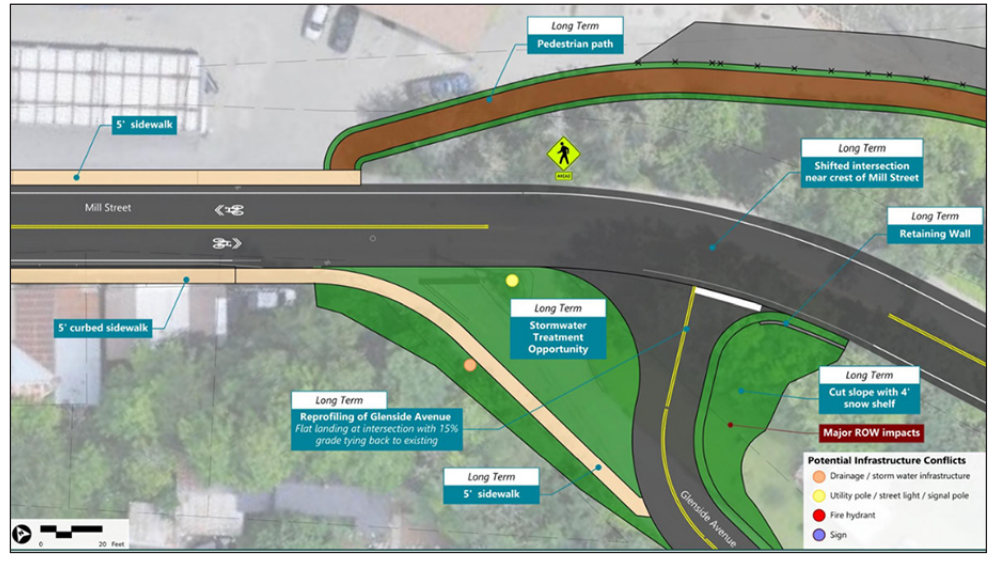 Long Term
Pedestrian path
5' sidewalk
AHEAD
Long Term
Shifted intersection
near crest of Mill Street
Mill Street
Long Term
Retaining Wall
Long Term
Stormwater
Treatment
Opportunity
5' curbed sidewalk
Long Term
Reprofiling of Glenside Avenue
Flat landing at intersection with 15%
grade tying back to existing
Long Term
Cut slope with 4'
snow shelf
Major ROW impacts
Long Term
5' sidewalk
Glenside Avenue
Potential Infrastructure Conflicts
Drainage / storm water infrastructure
Utility pole / street light / signal pole
Fire hydrant
Sign
0 20 Feet